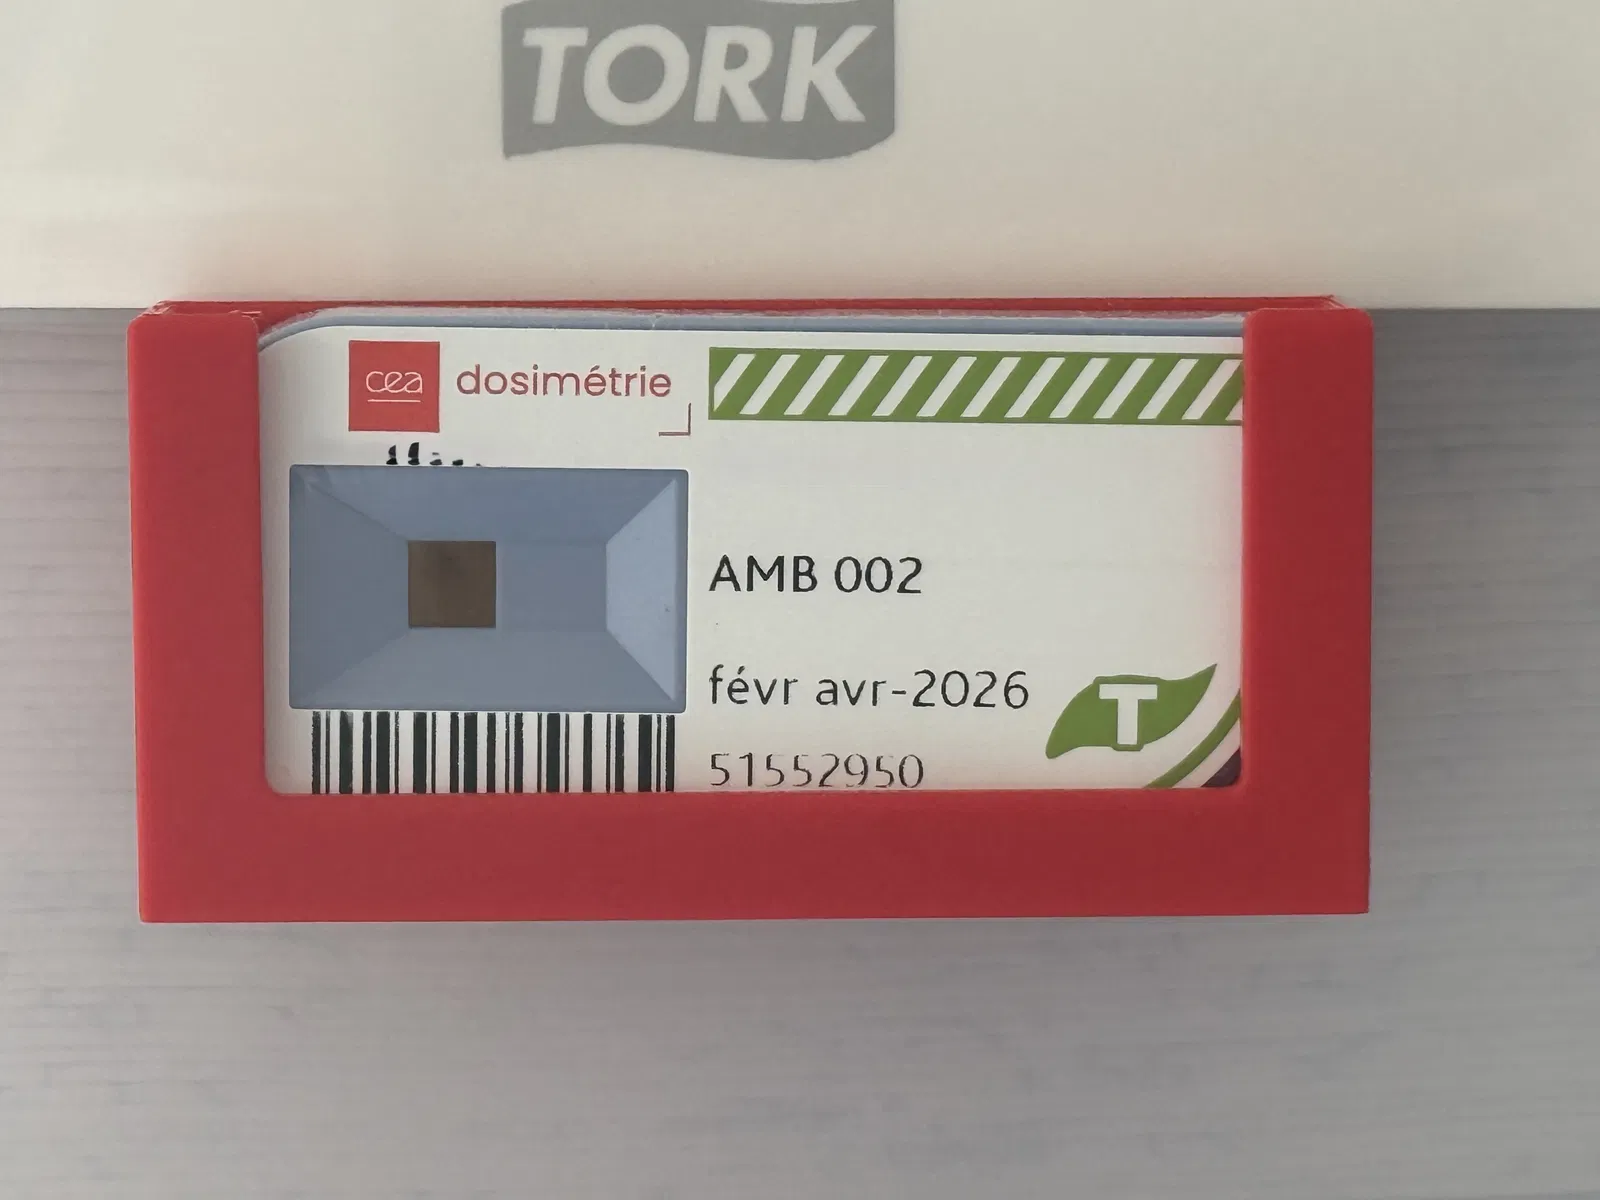 TORK
cea dosimétrie
AMB 002
févr avr-2026
T
51552950